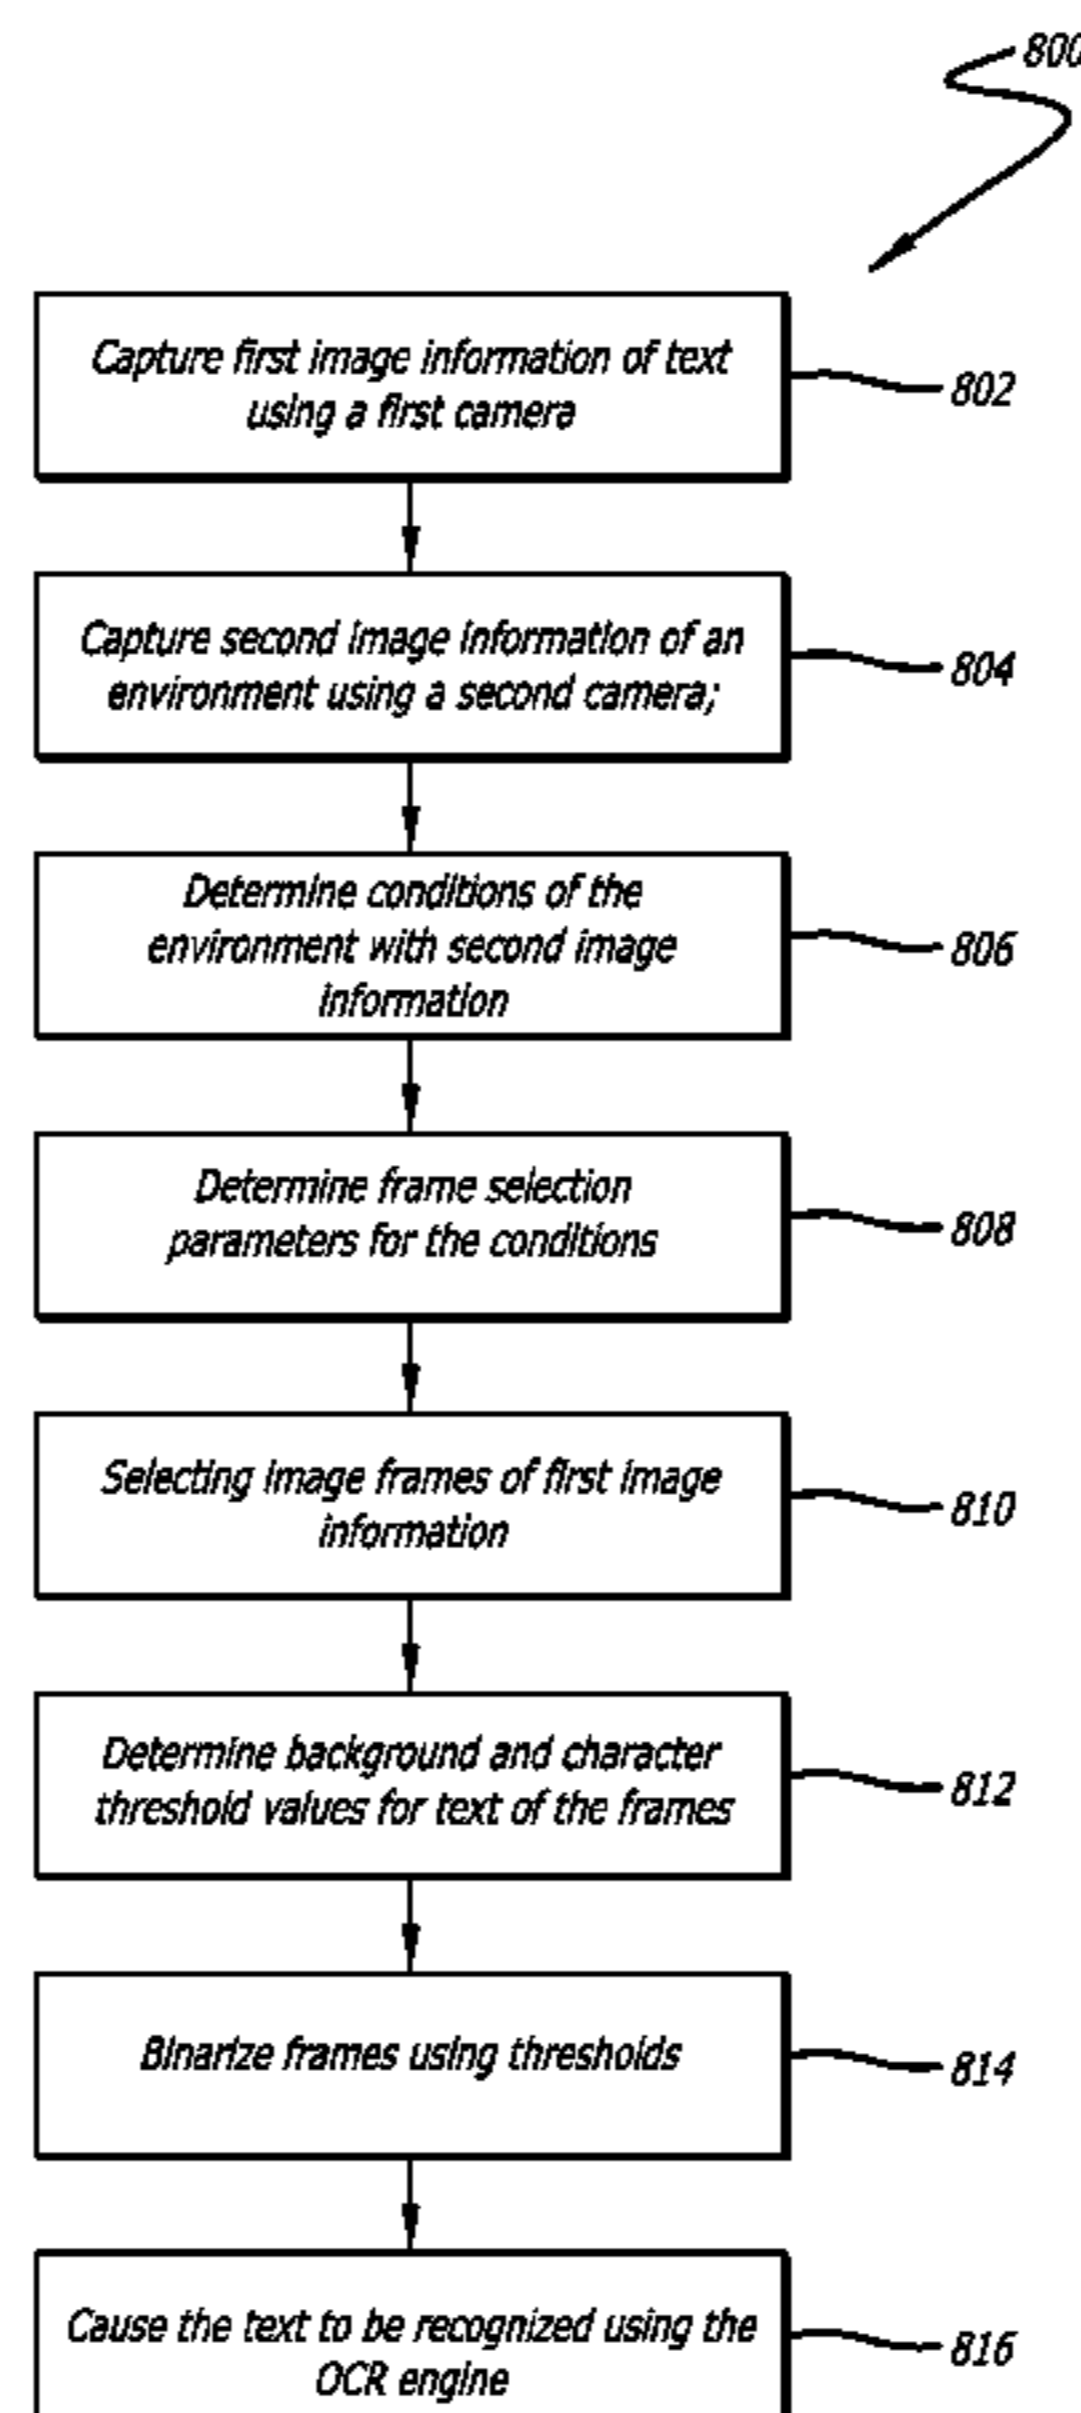 800
Capture first image information of text
using a first camera
802
Capture second image information of an
environment using a second camera;
804
Determine conditions of the
environment with second image
information
806
Determine frame selection
parameters for the conditions
808
Selecting image frames of first image
information
810
Determine background and character
threshold values for text of the frames
812
Binarize frames using thresholds
814
Cause the text to be recognized using the
OCR engine
816